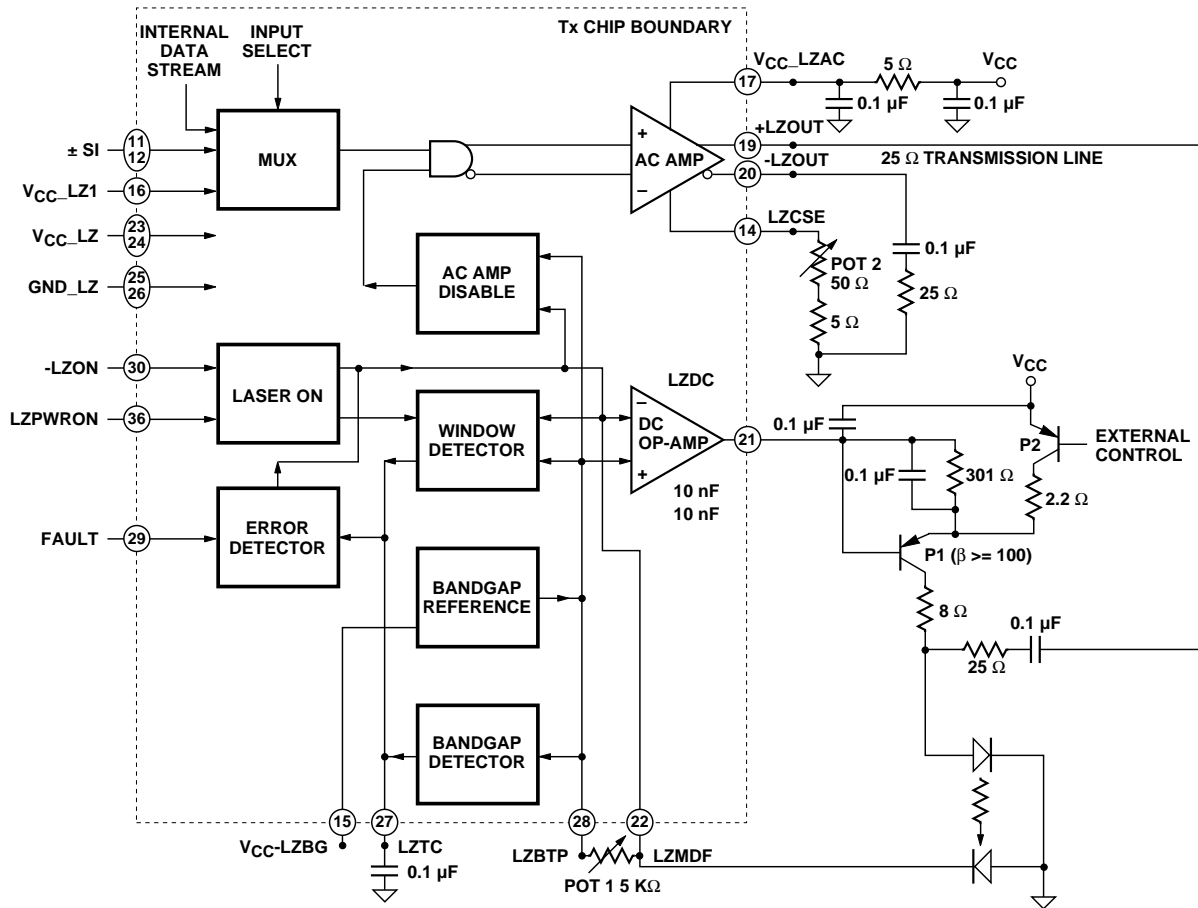 Tx CHIP BOUNDARY
INTERNAL
DATA
STREAM
INPUT
SELECT
± SI
11
12
MUX
VCC_LZ1
16
VCC_LZ
23
24
GND_LZ
25
26
+
AC AMP
–
17
VCC_LZAC
5 Ω
VCC
0.1 µF
0.1 µF
19
+LZOUT
20
-LZOUT
25 Ω TRANSMISSION LINE
14
LZCSE
POT 2
50 Ω
5 Ω
0.1 µF
25 Ω
AC AMP
DISABLE
-LZON
30
LZPWRON
36
LASER ON
WINDOW
DETECTOR
LZDC
–
DC
OP-AMP
+
10 nF
10 nF
21
VCC
0.1 µF
P2
EXTERNAL
CONTROL
0.1 µF
301 Ω
2.2 Ω
P1 (β >= 100)
8 Ω
0.1 µF
25 Ω
FAULT
29
ERROR
DETECTOR
BANDGAP
REFERENCE
BANDGAP
DETECTOR
15
27
28
22
VCC-LZBG
LZTC
0.1 µF
LZBTP
LZMDF
POT 1 5 KΩ